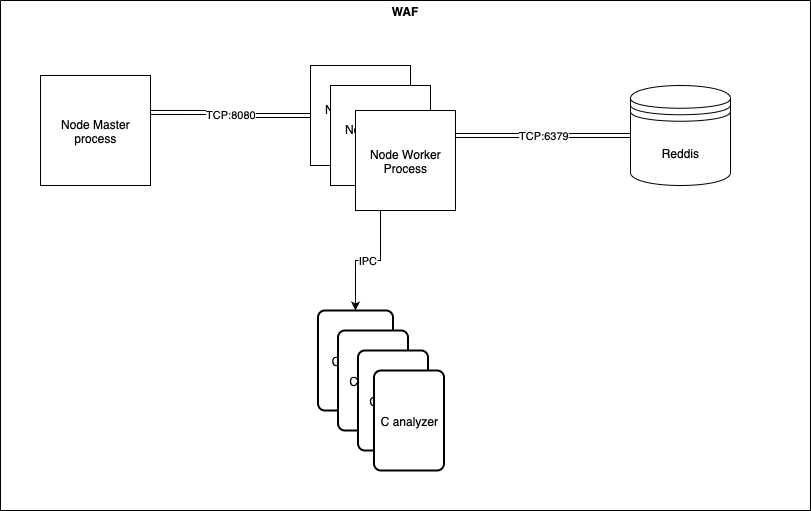 WAF
Node Master
process
TCP:8080
N
No
Node Worker
Process
TCP:6379
Reddis
IPC
C
C
C
C analyzer